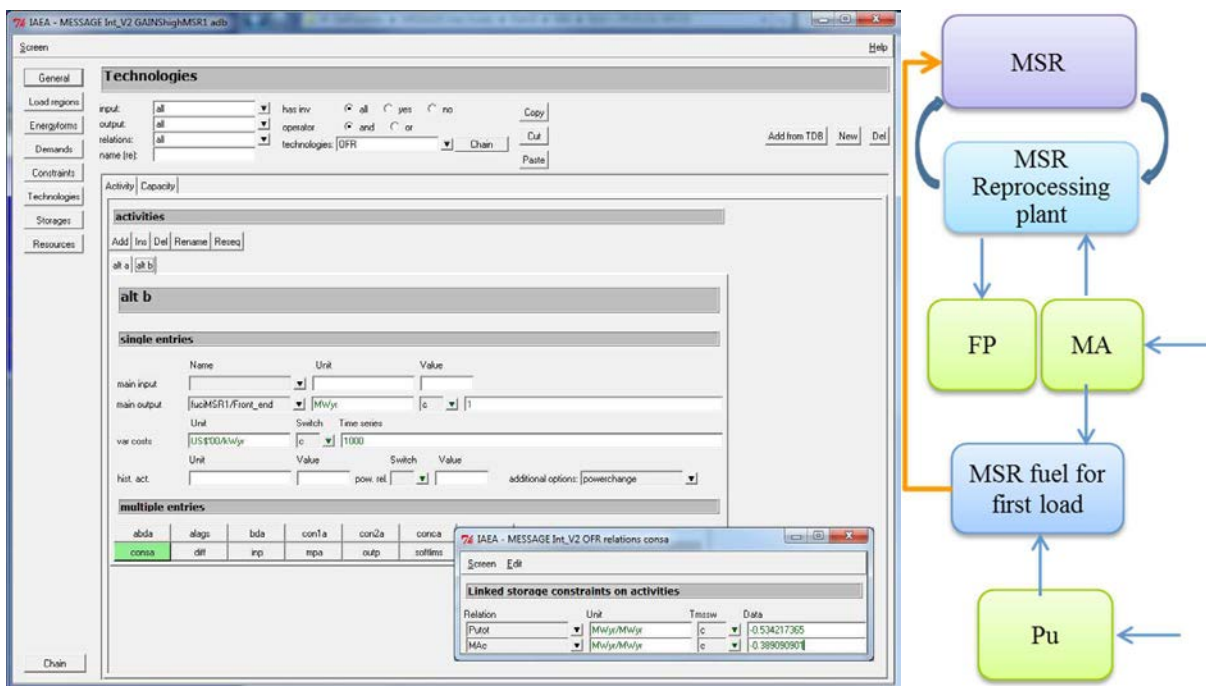 IAEA - MESSAGE Int_V2 GAINShighMSR1 adb
Screen Help
General
Load regions
Energyforms
Demands
Constraints
Technologies
Storages
Resources
Chain
Technologies
input: all has inv all yes no Copy
output: all operator and or Cut
relations: all technologies: OFR Chain Add from TDB New Del
name (re): Paste
Activity Capacity
activities
Add Ins Del Rename Reseq
alt a alt b
alt b
single entries
Name Unit Value
main input
main output fuciMSR1/Front_end MWyr c 1
Unit Switch Time series
var costs US$'00/kWyr c 1000
Unit Value Switch Value
hist. act. pow. rel. additional options: powerchange
multiple entries
abda alags bda con1a con2a conca
consa diff inp mpa outp softlims
IAEA - MESSAGE Int_V2 OFR relations consa
Screen Edit
Linked storage constraints on activities
Relation Unit Tmssw Data
Putot MWyr/MWyr c -0.534217365
MAc MWyr/MWyr c -0.389090901
MSR
MSR
Reprocessing
plant
FP MA
MSR fuel for
first load
Pu